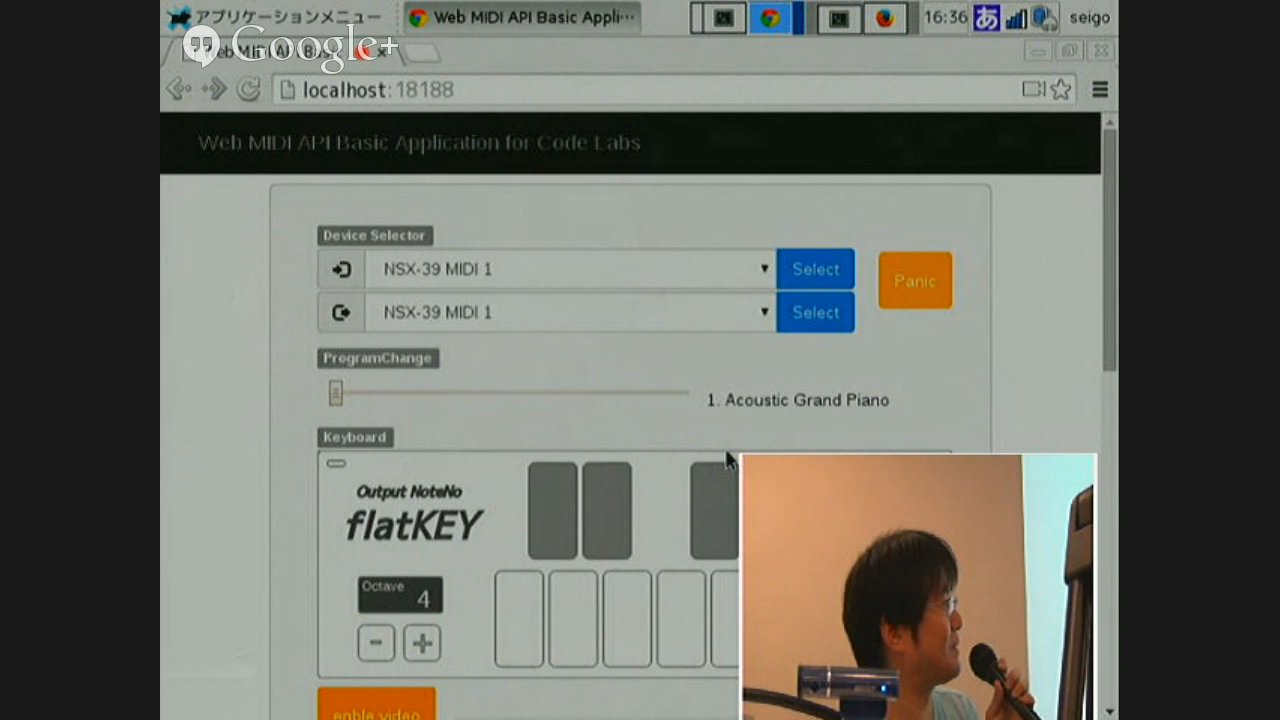 アプリケーションメニュー
Web MIDI API Basic Appli…
16:36
あ
seigo
Google+
localhost:18188
Web MIDI API Basic Application for Code Labs
Device Selector
NSX-39 MIDI 1
Select
Panic
NSX-39 MIDI 1
Select
ProgramChange
1. Acoustic Grand Piano
Keyboard
Output NoteNo
flatKEY
Octave
4
enble video